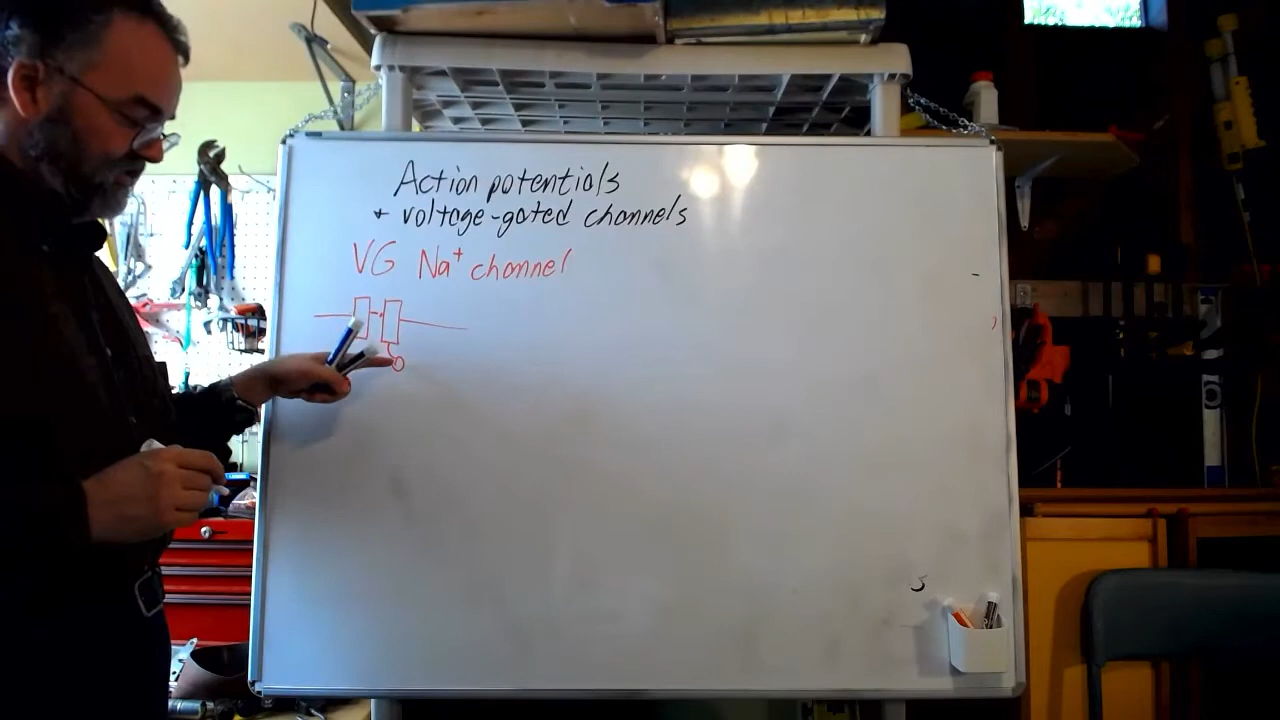 Action potentials
+ voltage-gated channels
VG Na⁺ channel